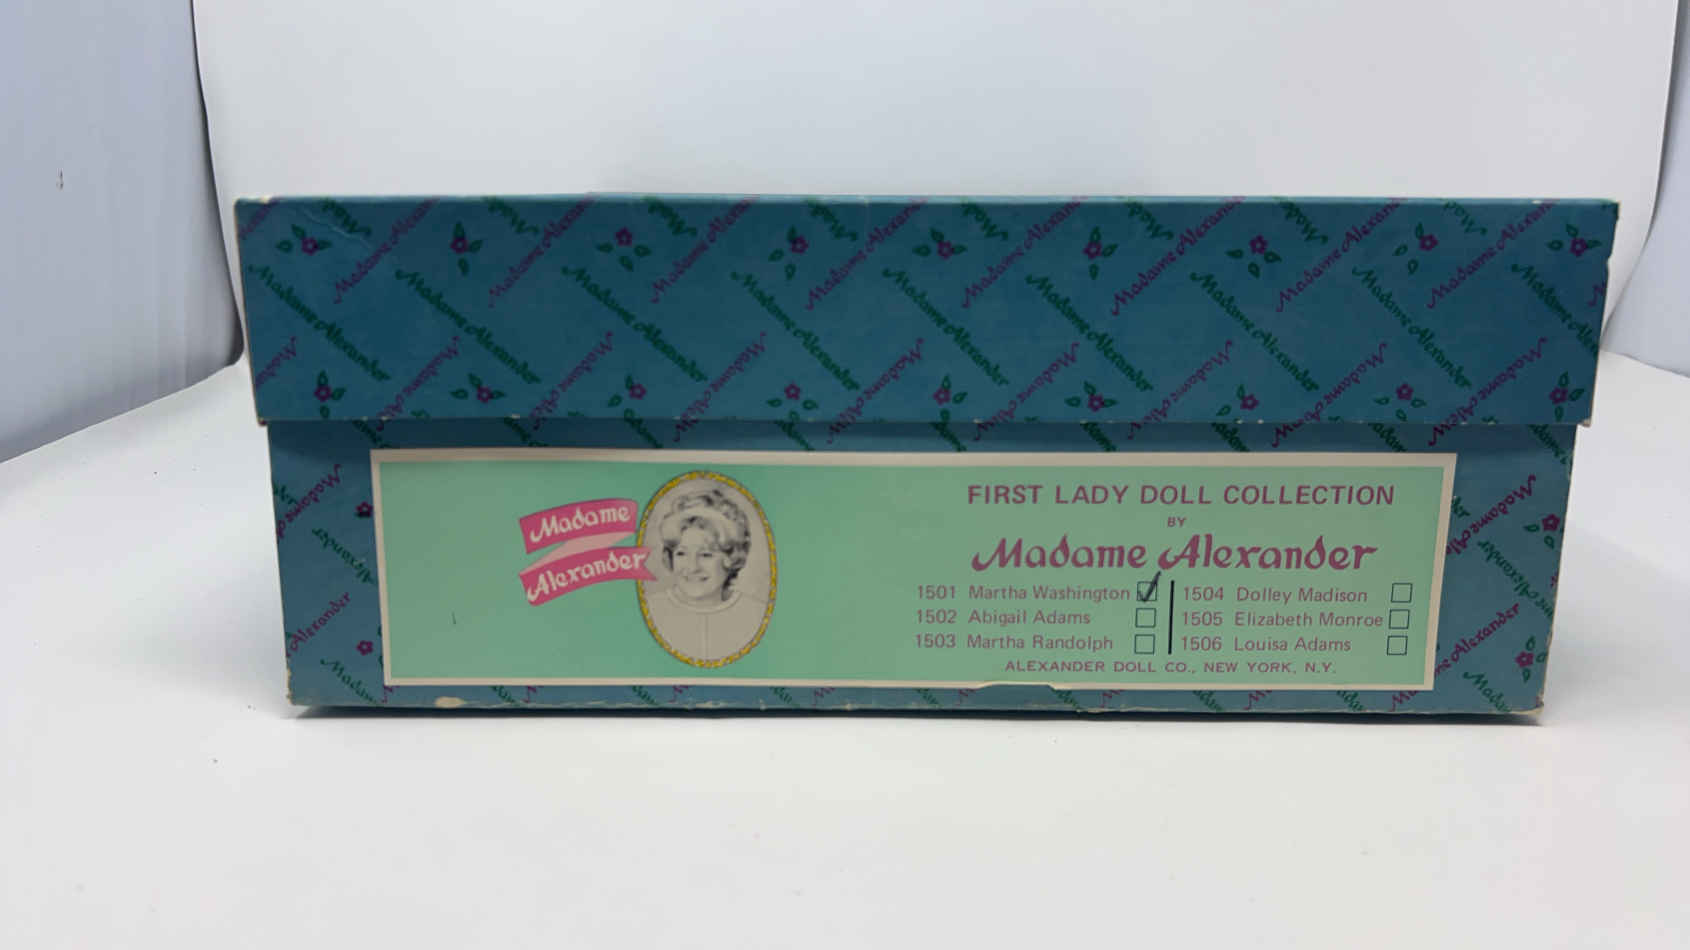 Madame
Alexander
FIRST LADY DOLL COLLECTION
BY
Madame Alexander
1501 Martha Washington
1502 Abigail Adams
1503 Martha Randolph
1504 Dolley Madison
1505 Elizabeth Monroe
1506 Louisa Adams
ALEXANDER DOLL CO., NEW YORK, N.Y.